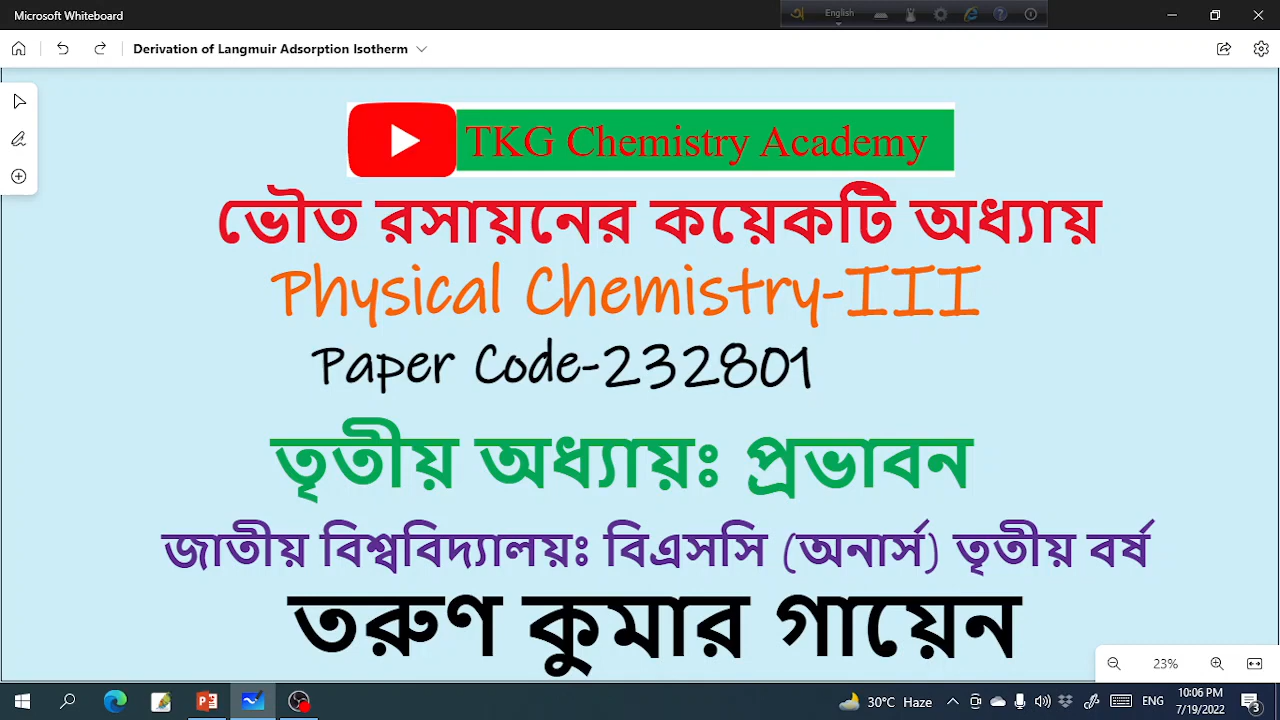 Microsoft Whiteboard
English
Derivation of Langmuir Adsorption Isotherm
TKG Chemistry Academy
ভৌত রসায়নের কয়েকটি অধ্যায়
Physical Chemistry-III
Paper Code-232801
তৃতীয় অধ্যায়ঃ প্রভাবন
জাতীয় বিশ্ববিদ্যালয়ঃ বিএসসি (অনার্স) তৃতীয় বর্ষ
তরুণ কুমার গায়েন
23%
30°C Haze
ENG
10:06 PM
7/19/2022
3